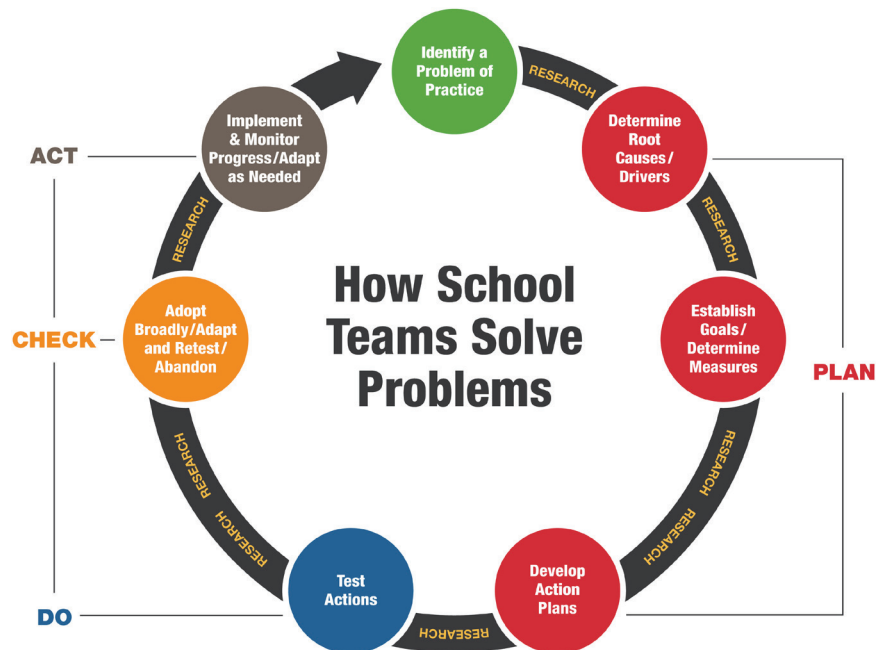 Identify a
Problem of
Practice
RESEARCH
Determine
Root
Causes/
Drivers
RESEARCH
Establish
Goals/
Determine
Measures
RESEARCH
RESEARCH
Develop
Action
Plans
RESEARCH
Test
Actions
RESEARCH
RESEARCH
Adopt
Broadly/Adapt
and Retest/
Abandon
RESEARCH
Implement
& Monitor
Progress/Adapt
as Needed
How School
Teams Solve
Problems
ACT
CHECK
DO
PLAN